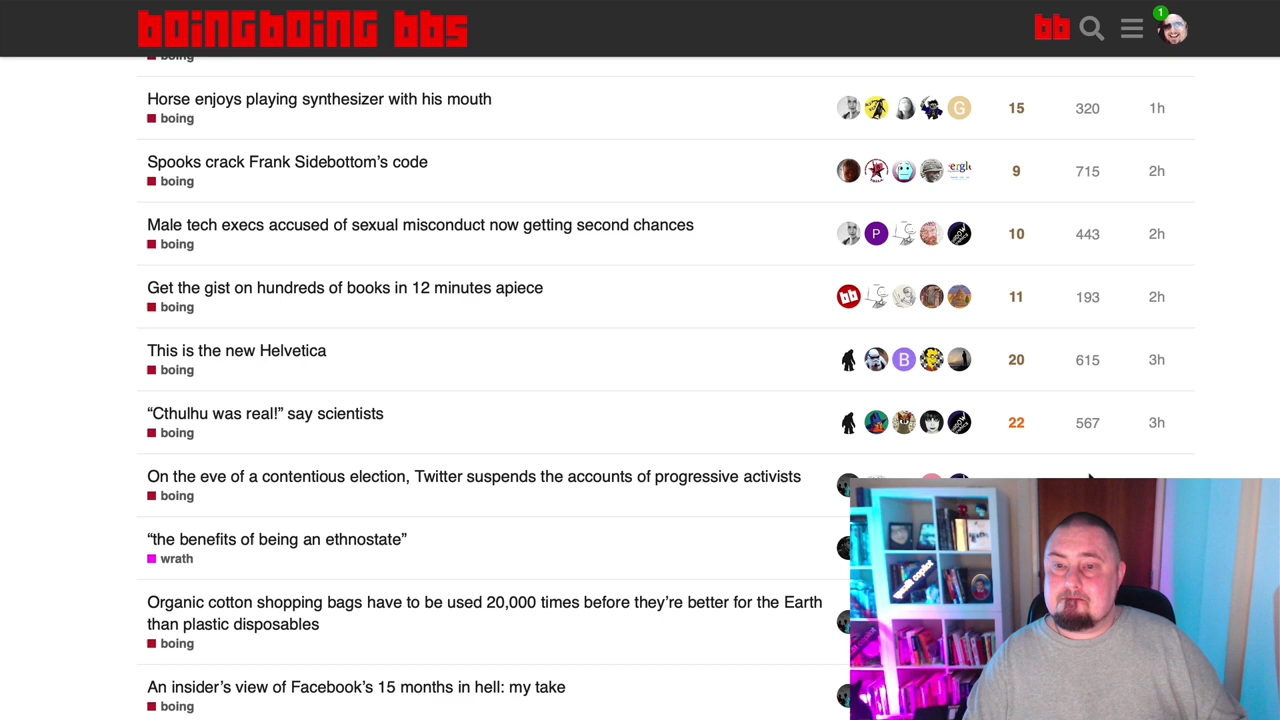 boingboing bbs
bb
1
boing
Horse enjoys playing synthesizer with his mouth
boing
G
15
320
1h
Spooks crack Frank Sidebottom’s code
boing
9
715
2h
Male tech execs accused of sexual misconduct now getting second chances
boing
P
10
443
2h
Get the gist on hundreds of books in 12 minutes apiece
boing
bb
11
193
2h
This is the new Helvetica
boing
B
20
615
3h
“Cthulhu was real!” say scientists
boing
22
567
3h
On the eve of a contentious election, Twitter suspends the accounts of progressive activists
boing
“the benefits of being an ethnostate”
wrath
Organic cotton shopping bags have to be used 20,000 times before they’re better for the Earth
than plastic disposables
boing
An insider’s view of Facebook’s 15 months in hell: my take
boing